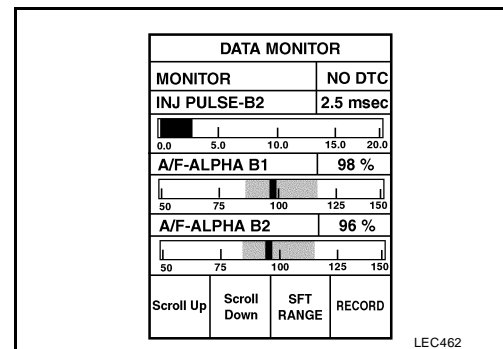 DATA MONITOR
MONITOR NO DTC
INJ PULSE-B2 2.5 msec
0.0 5.0 10.0 15.0 20.0
A/F-ALPHA B1 98 %
50 75 100 125 150
A/F-ALPHA B2 96 %
50 75 100 125 150
Scroll Up Scroll Down SFT RANGE RECORD
LEC462